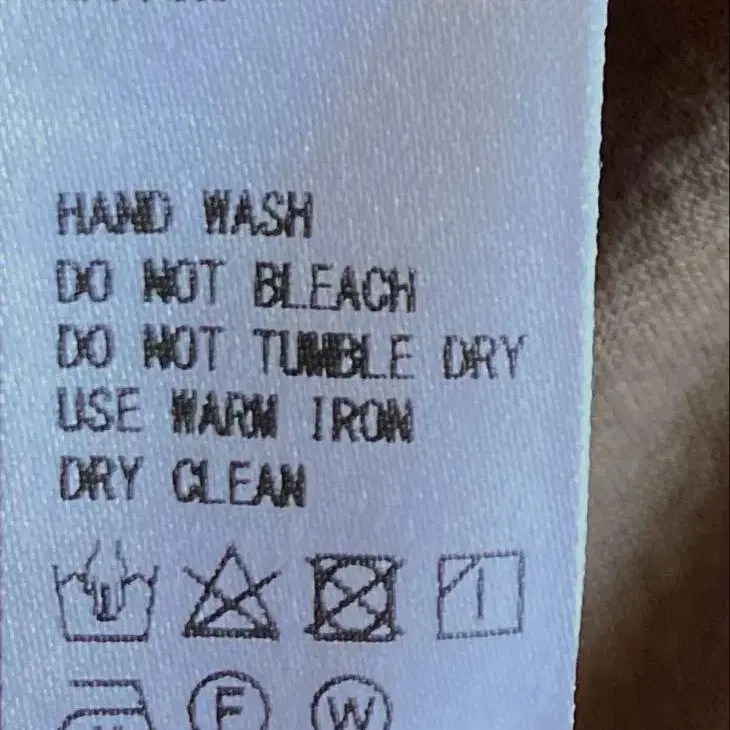 HAND WASH
DO NOT BLEACH
DO NOT TUMBLE DRY
USE WARM IRON
DRY CLEAN
F W